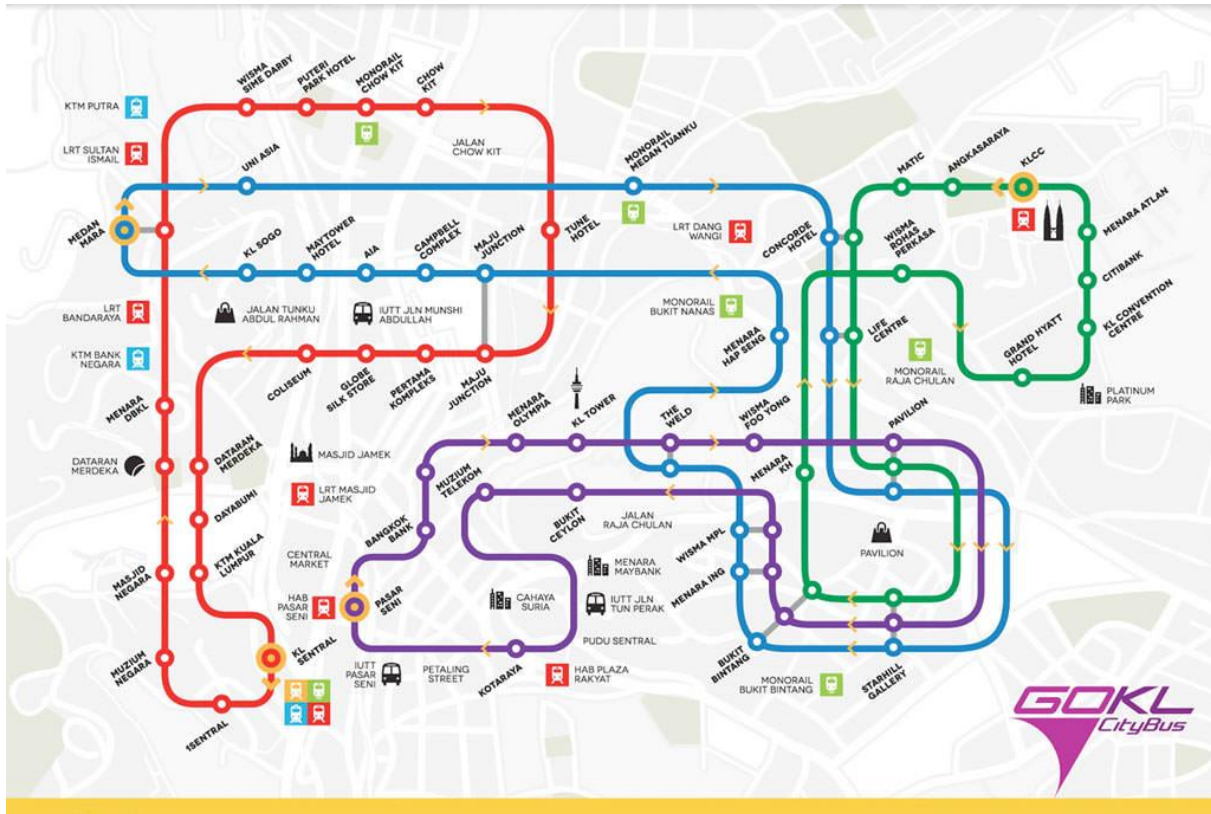 WISMA
SIME DARBY
PUTERI
PARK HOTEL
MONORAIL
CHOW KIT
CHOW
KIT
KTM PUTRA
LRT SULTAN
ISMAIL
JALAN
CHOW KIT
UNI ASIA
MONORAIL
MEDAN TUANKU
MATIC
ANGKASARAYA
KLCC
MEDAN
MARA
KL SOGO
MAYTOWER
HOTEL
AIA
CAMPBELL
COMPLEX
MAJU
JUNCTION
TUNE
HOTEL
LRT DANG
WANGI
CONCORDE
HOTEL
WISMA
ROHAS
PERKASA
MENARA ATLAN
CITIBANK
KL CONVENTION
CENTRE
LRT
BANDARAYA
JALAN TUNKU
ABDUL RAHMAN
IUTT JLN MUNSHI
ABDULLAH
MONORAIL
BUKIT NANAS
MENARA
HAP SENG
LIFE
CENTRE
MONORAIL
RAJA CHULAN
GRAND HYATT
HOTEL
PLATINUM
PARK
KTM BANK
NEGARA
COLISEUM
GLOBE
SILK STORE
PERTAMA
KOMPLEKS
MAJU
JUNCTION
MENARA
DBKL
MENARA
OLYMPIA
KL TOWER
THE
WELD
WISMA
FOO YONG
PAVILION
DATARAN
MERDEKA
DATARAN
MERDEKA
MASJID JAMEK
LRT MASJID
JAMEK
MUZIUM
TELEKOM
MENARA
KH
DAYABUMI
BANGKOK
BANK
BUKIT
CEYLON
JALAN
RAJA CHULAN
WISMA MPL
PAVILION
MASJID
NEGARA
KTM KUALA
LUMPUR
CENTRAL
MARKET
MENARA
MAYBANK
MENARA ING
HAB
PASAR
SENI
PASAR
SENI
CAHAYA
SURIA
IUTT JLN
TUN PERAK
PUDU SENTRAL
MUZIUM
NEGARA
KL
SENTRAL
IUTT
PASAR
SENI
PETALING
STREET
KOTARAYA
HAB PLAZA
RAKYAT
BUKIT
BINTANG
MONORAIL
BUKIT BINTANG
STARHILL
GALLERY
1SENTRAL
GOKL
CityBus